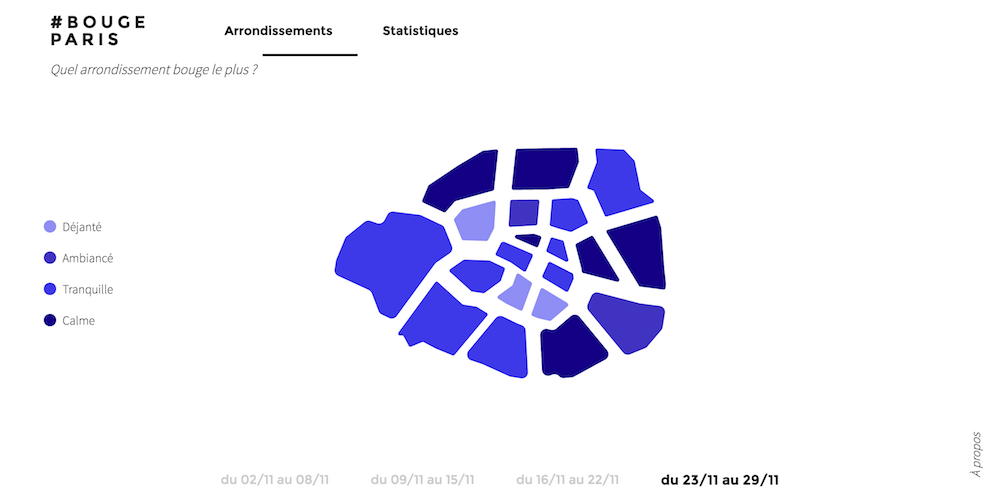 #BOUGE
PARIS
Arrondissements
Statistiques
Quel arrondissement bouge le plus ?
Déjanté
Ambiancé
Tranquille
Calme
À propos
du 02/11 au 08/11
du 09/11 au 15/11
du 16/11 au 22/11
du 23/11 au 29/11